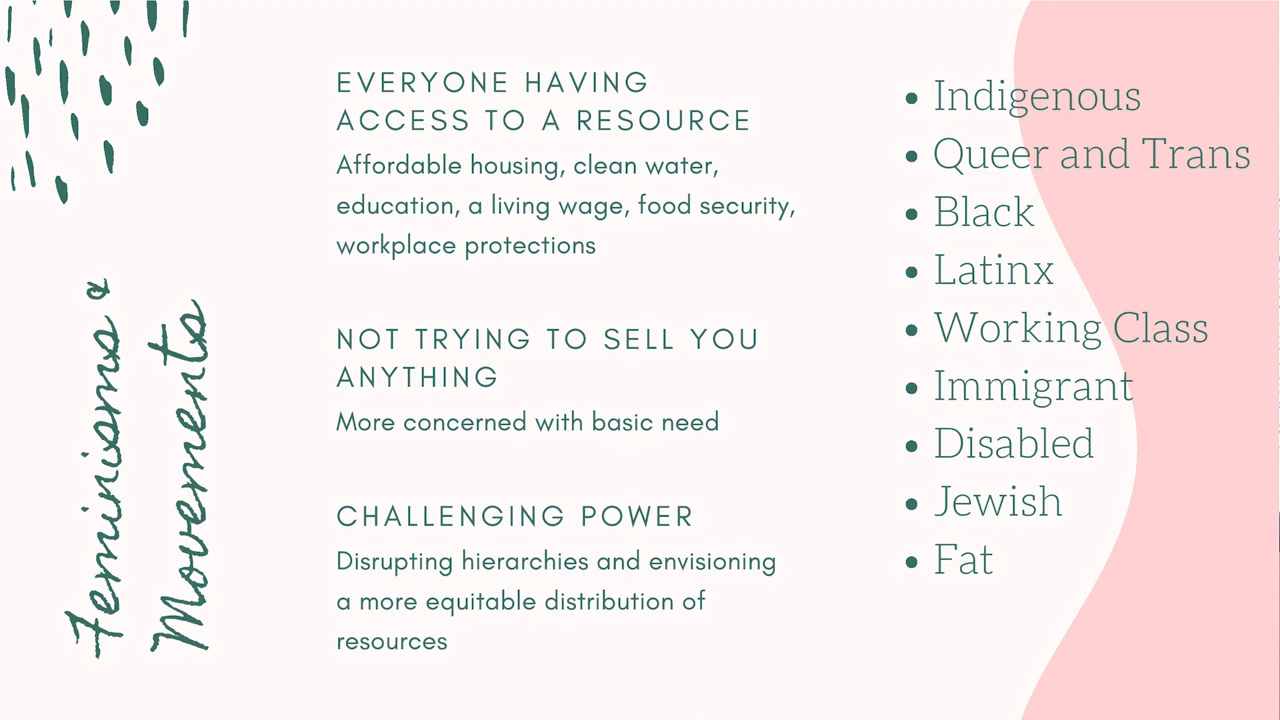 Feminisms &
Movements
EVERYONE HAVING
ACCESS TO A RESOURCE
Affordable housing, clean water,
education, a living wage, food security,
workplace protections
NOT TRYING TO SELL YOU
ANYTHING
More concerned with basic need
CHALLENGING POWER
Disrupting hierarchies and envisioning
a more equitable distribution of
resources
• Indigenous
• Queer and Trans
• Black
• Latinx
• Working Class
• Immigrant
• Disabled
• Jewish
• Fat